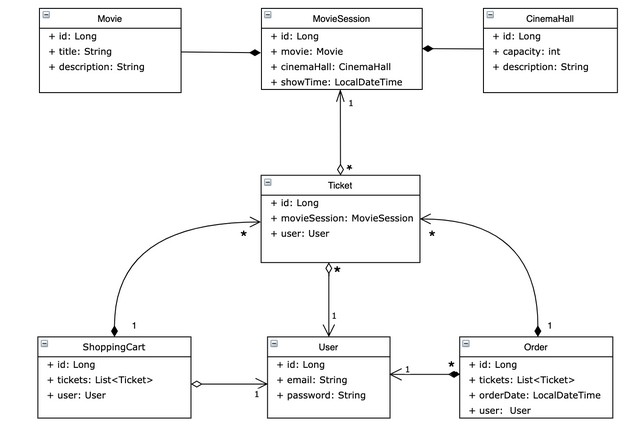 Movie
+ id: Long
+ title: String
+ description: String
MovieSession
+ id: Long
+ movie: Movie
+ cinemaHall: CinemaHall
+ showTime: LocalDateTime
CinemaHall
+ id: Long
+ capacity: int
+ description: String
1
*
Ticket
+ id: Long
+ movieSession: MovieSession
+ user: User
*
*
*
1
1
1
ShoppingCart
+ id: Long
+ tickets: List<Ticket>
+ user: User
1
User
+ id: Long
+ email: String
+ password: String
1
*
Order
+ id: Long
+ tickets: List<Ticket>
+ orderDate: LocalDateTime
+ user: User